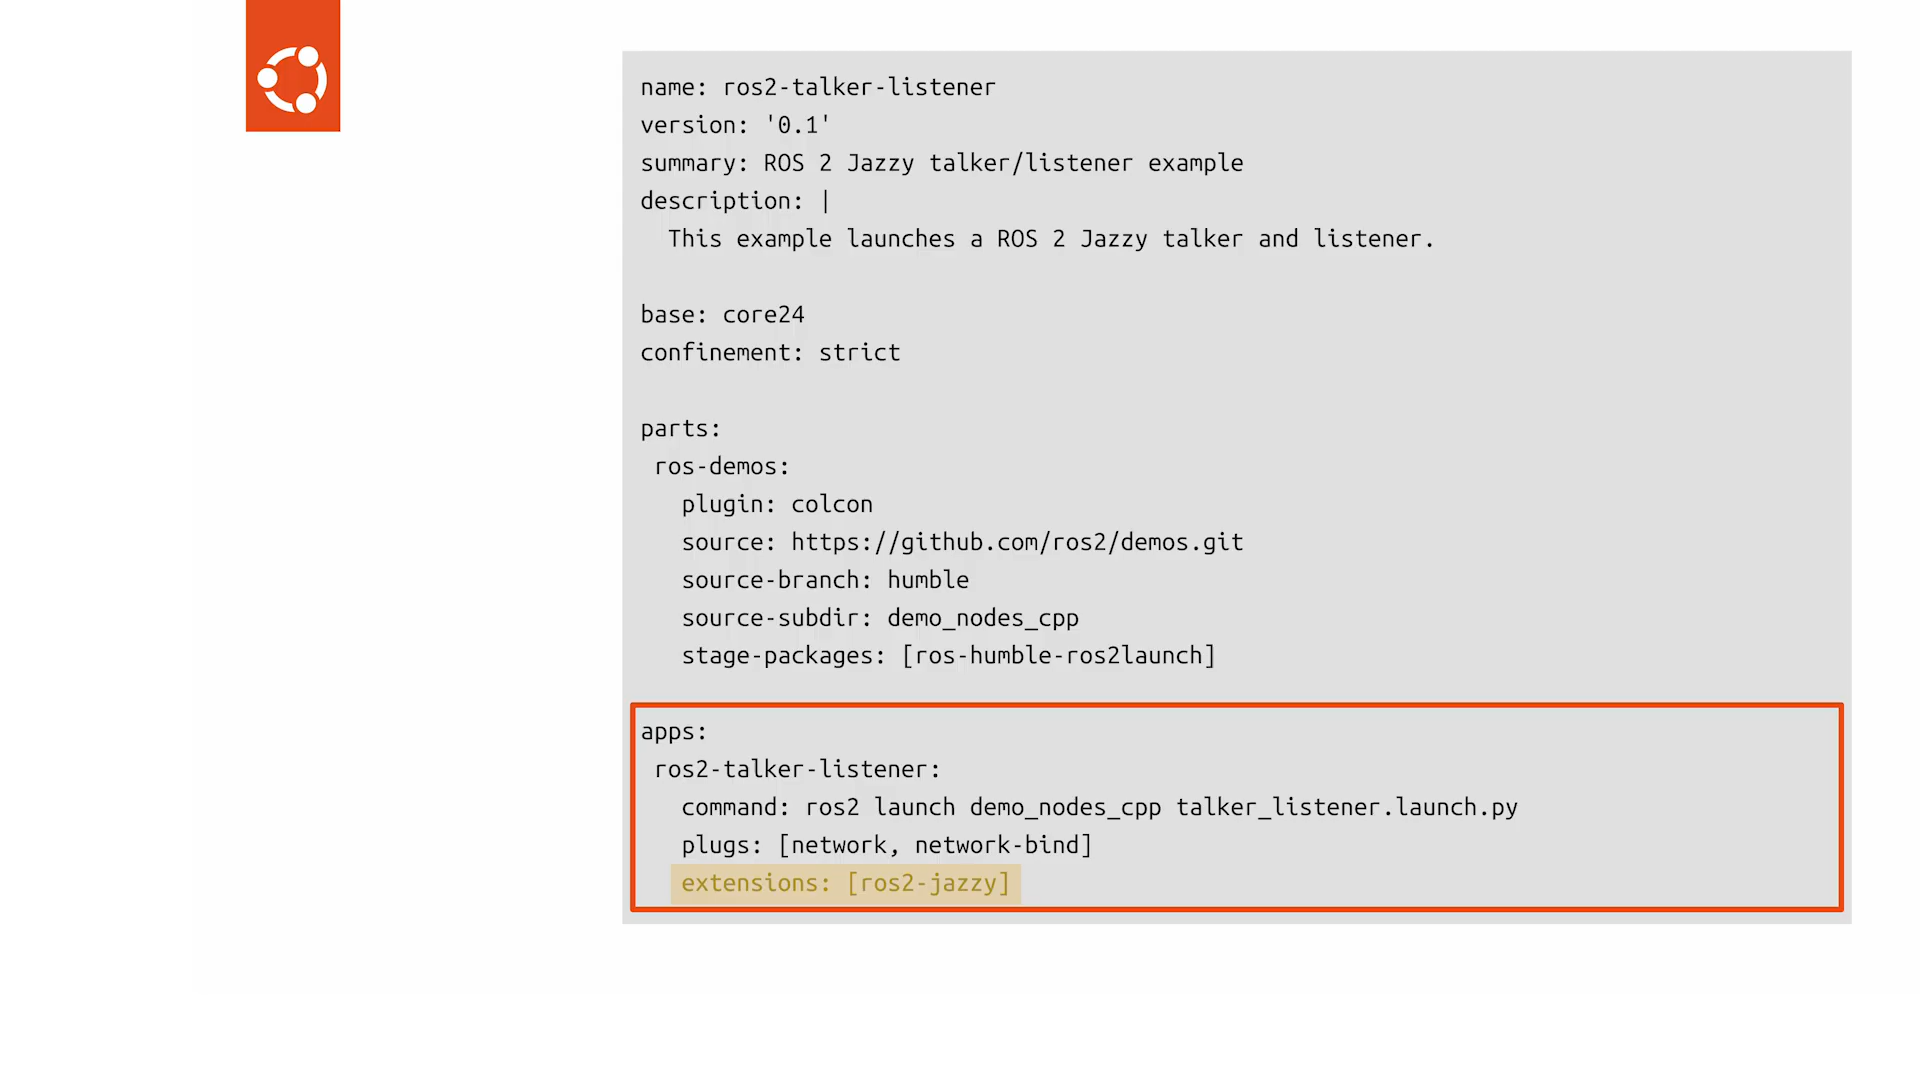 name: ros2-talker-listener
version: '0.1'
summary: ROS 2 Jazzy talker/listener example
description: |
  This example launches a ROS 2 Jazzy talker and listener.
base: core24
confinement: strict
parts:
 ros-demos:
   plugin: colcon
   source: https://github.com/ros2/demos.git
   source-branch: humble
   source-subdir: demo_nodes_cpp
   stage-packages: [ros-humble-ros2launch]
apps:
 ros2-talker-listener:
   command: ros2 launch demo_nodes_cpp talker_listener.launch.py
   plugs: [network, network-bind]
   extensions: [ros2-jazzy]